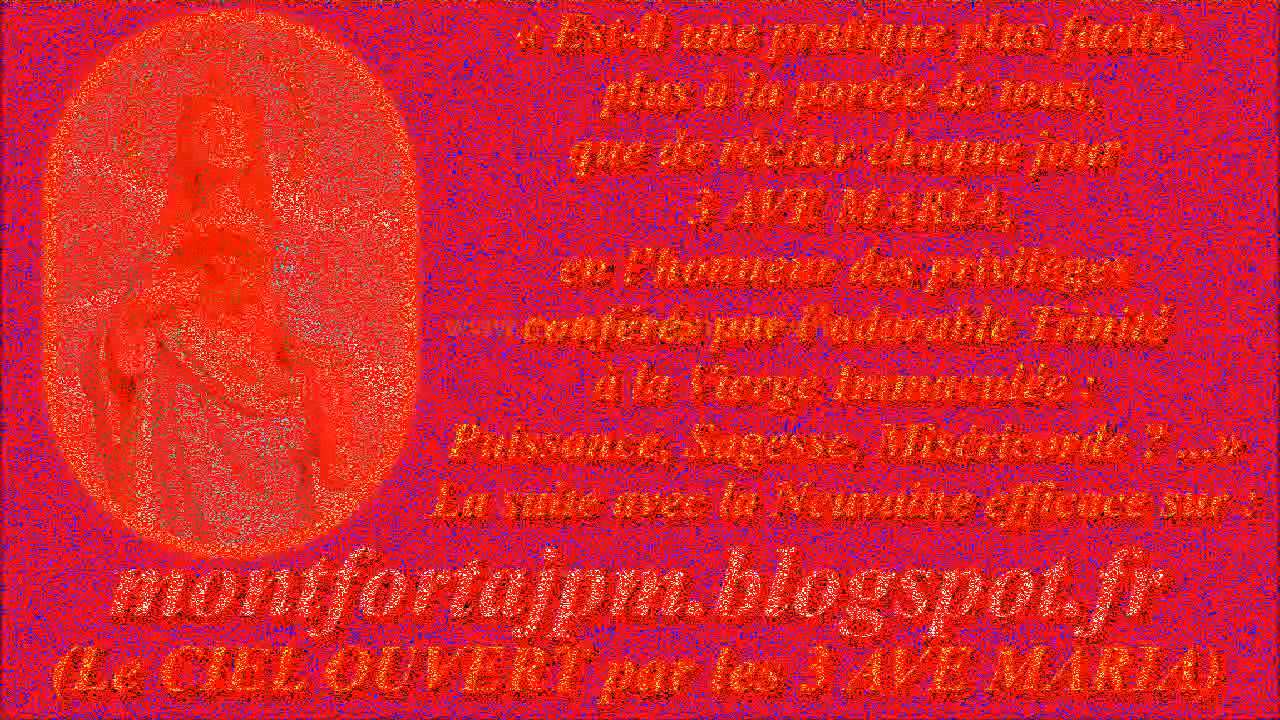 « Est-il une pratique plus facile,
plus à la portée de tous,
que de réciter chaque jour
3 AVE MARIA,
en l'honneur des privilèges
conférés par l'adorable Trinité
à la Vierge Immaculée :
Puissance, Sagesse, Miséricorde ? ...»
La suite avec la Neuvaine efficace sur :
montfortajpm.blogspot.fr
(Le CIEL OUVERT par les 3 AVE MARIA)